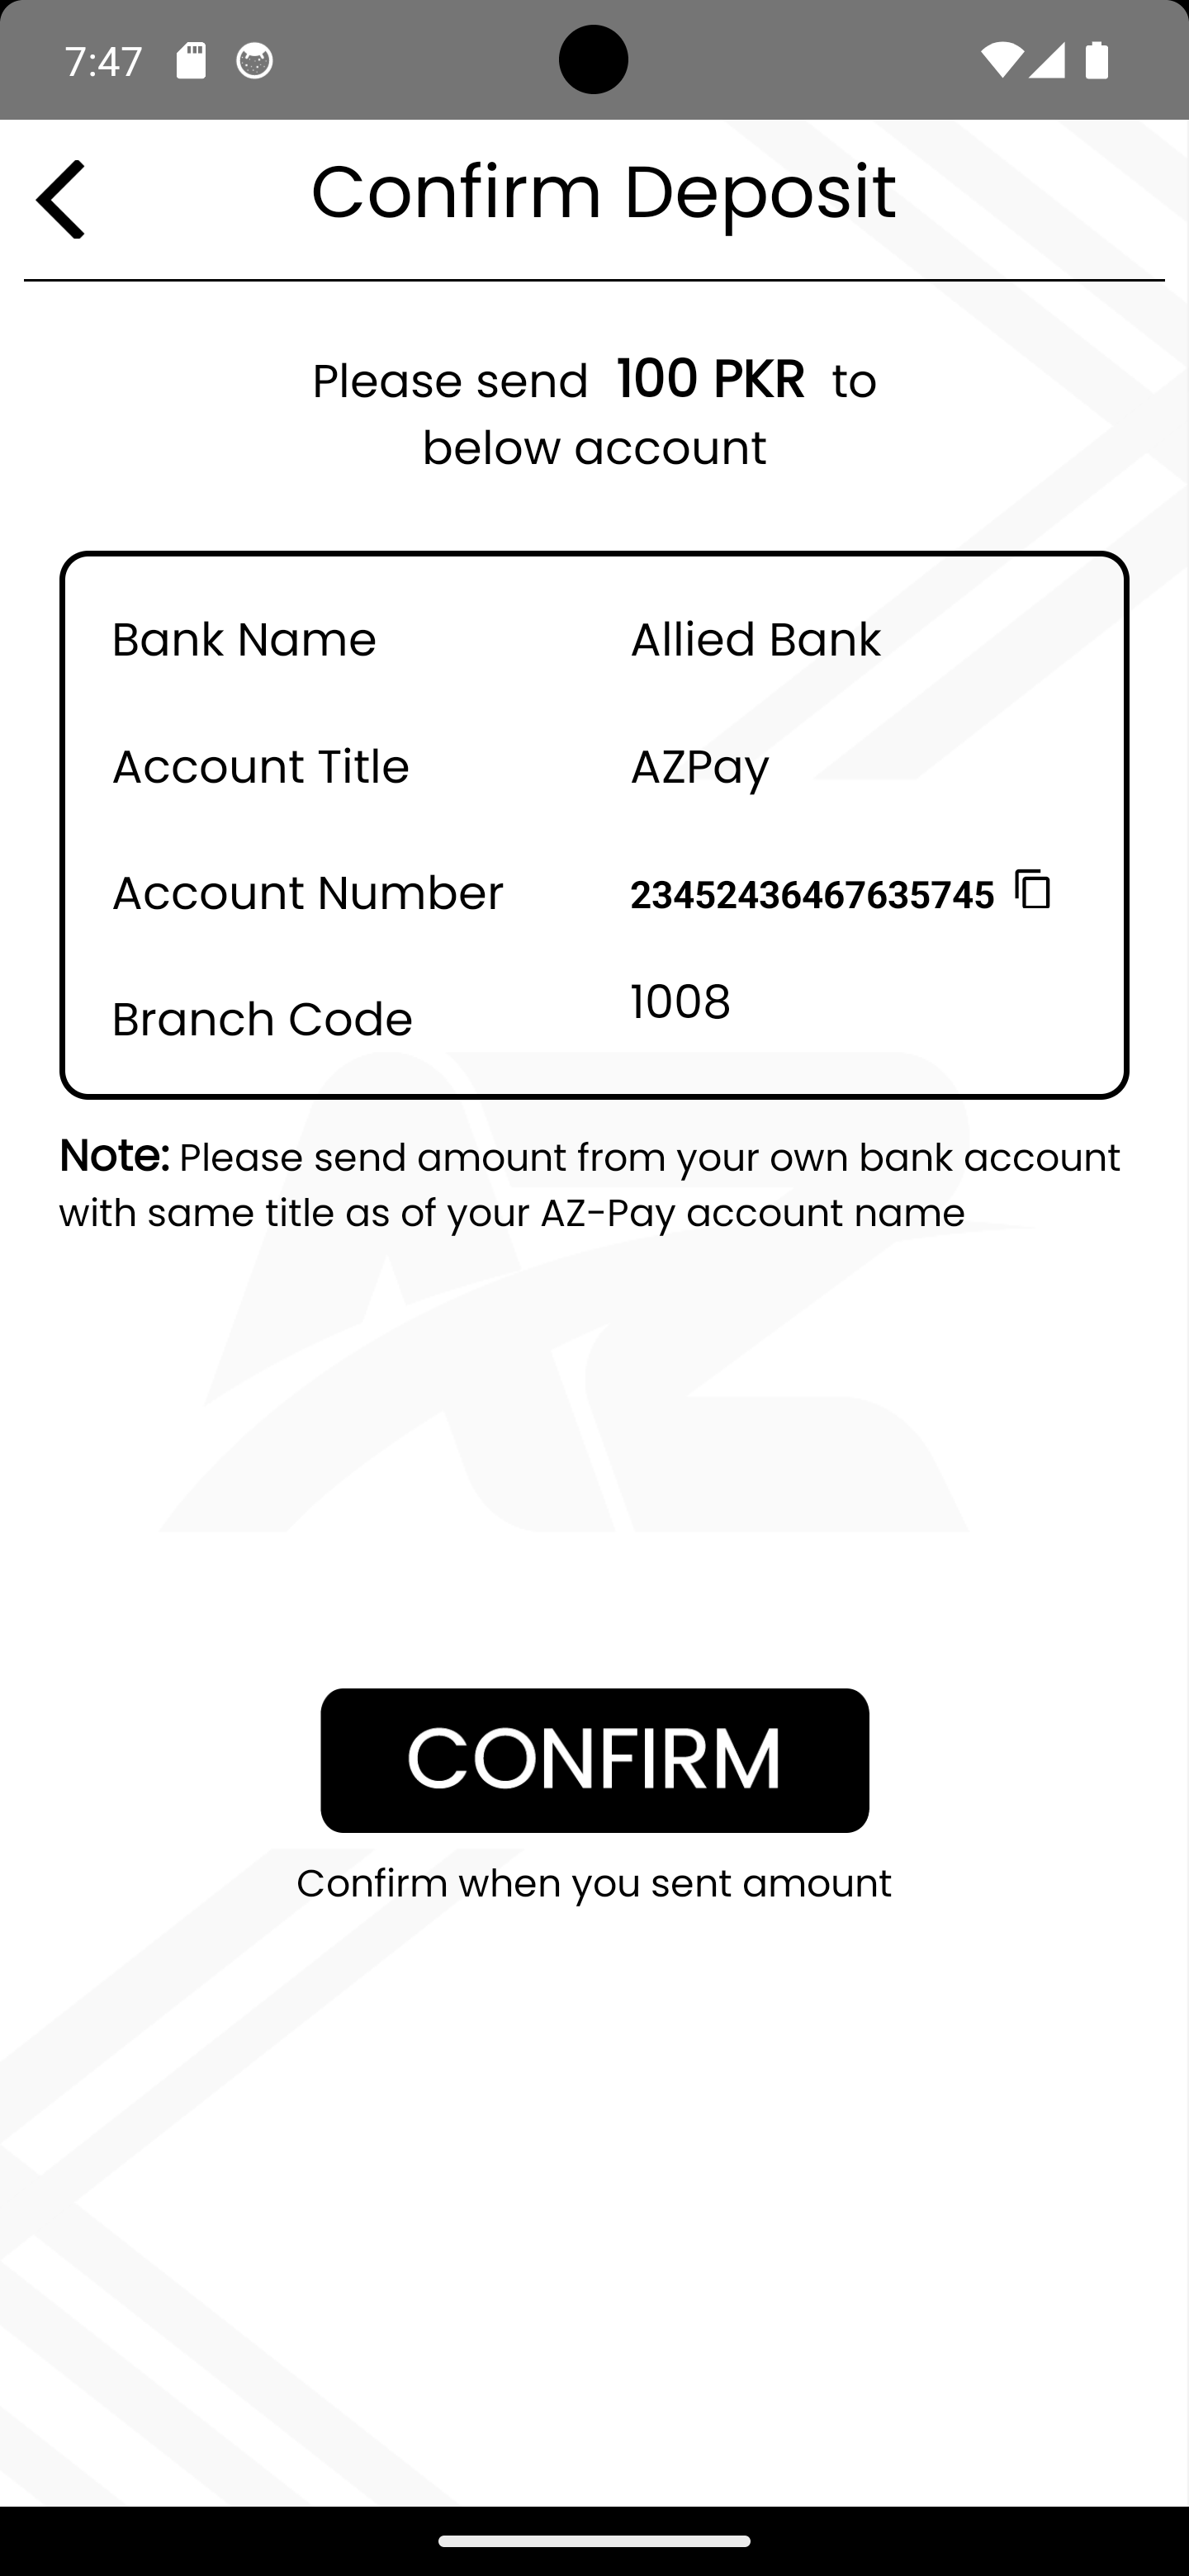 7:47
Confirm Deposit
Please send 100 PKR to
below account
Bank Name Allied Bank
Account Title AZPay
Account Number 23452436467635745
Branch Code 1008
Note: Please send amount from your own bank account
with same title as of your AZ-Pay account name
CONFIRM
Confirm when you sent amount